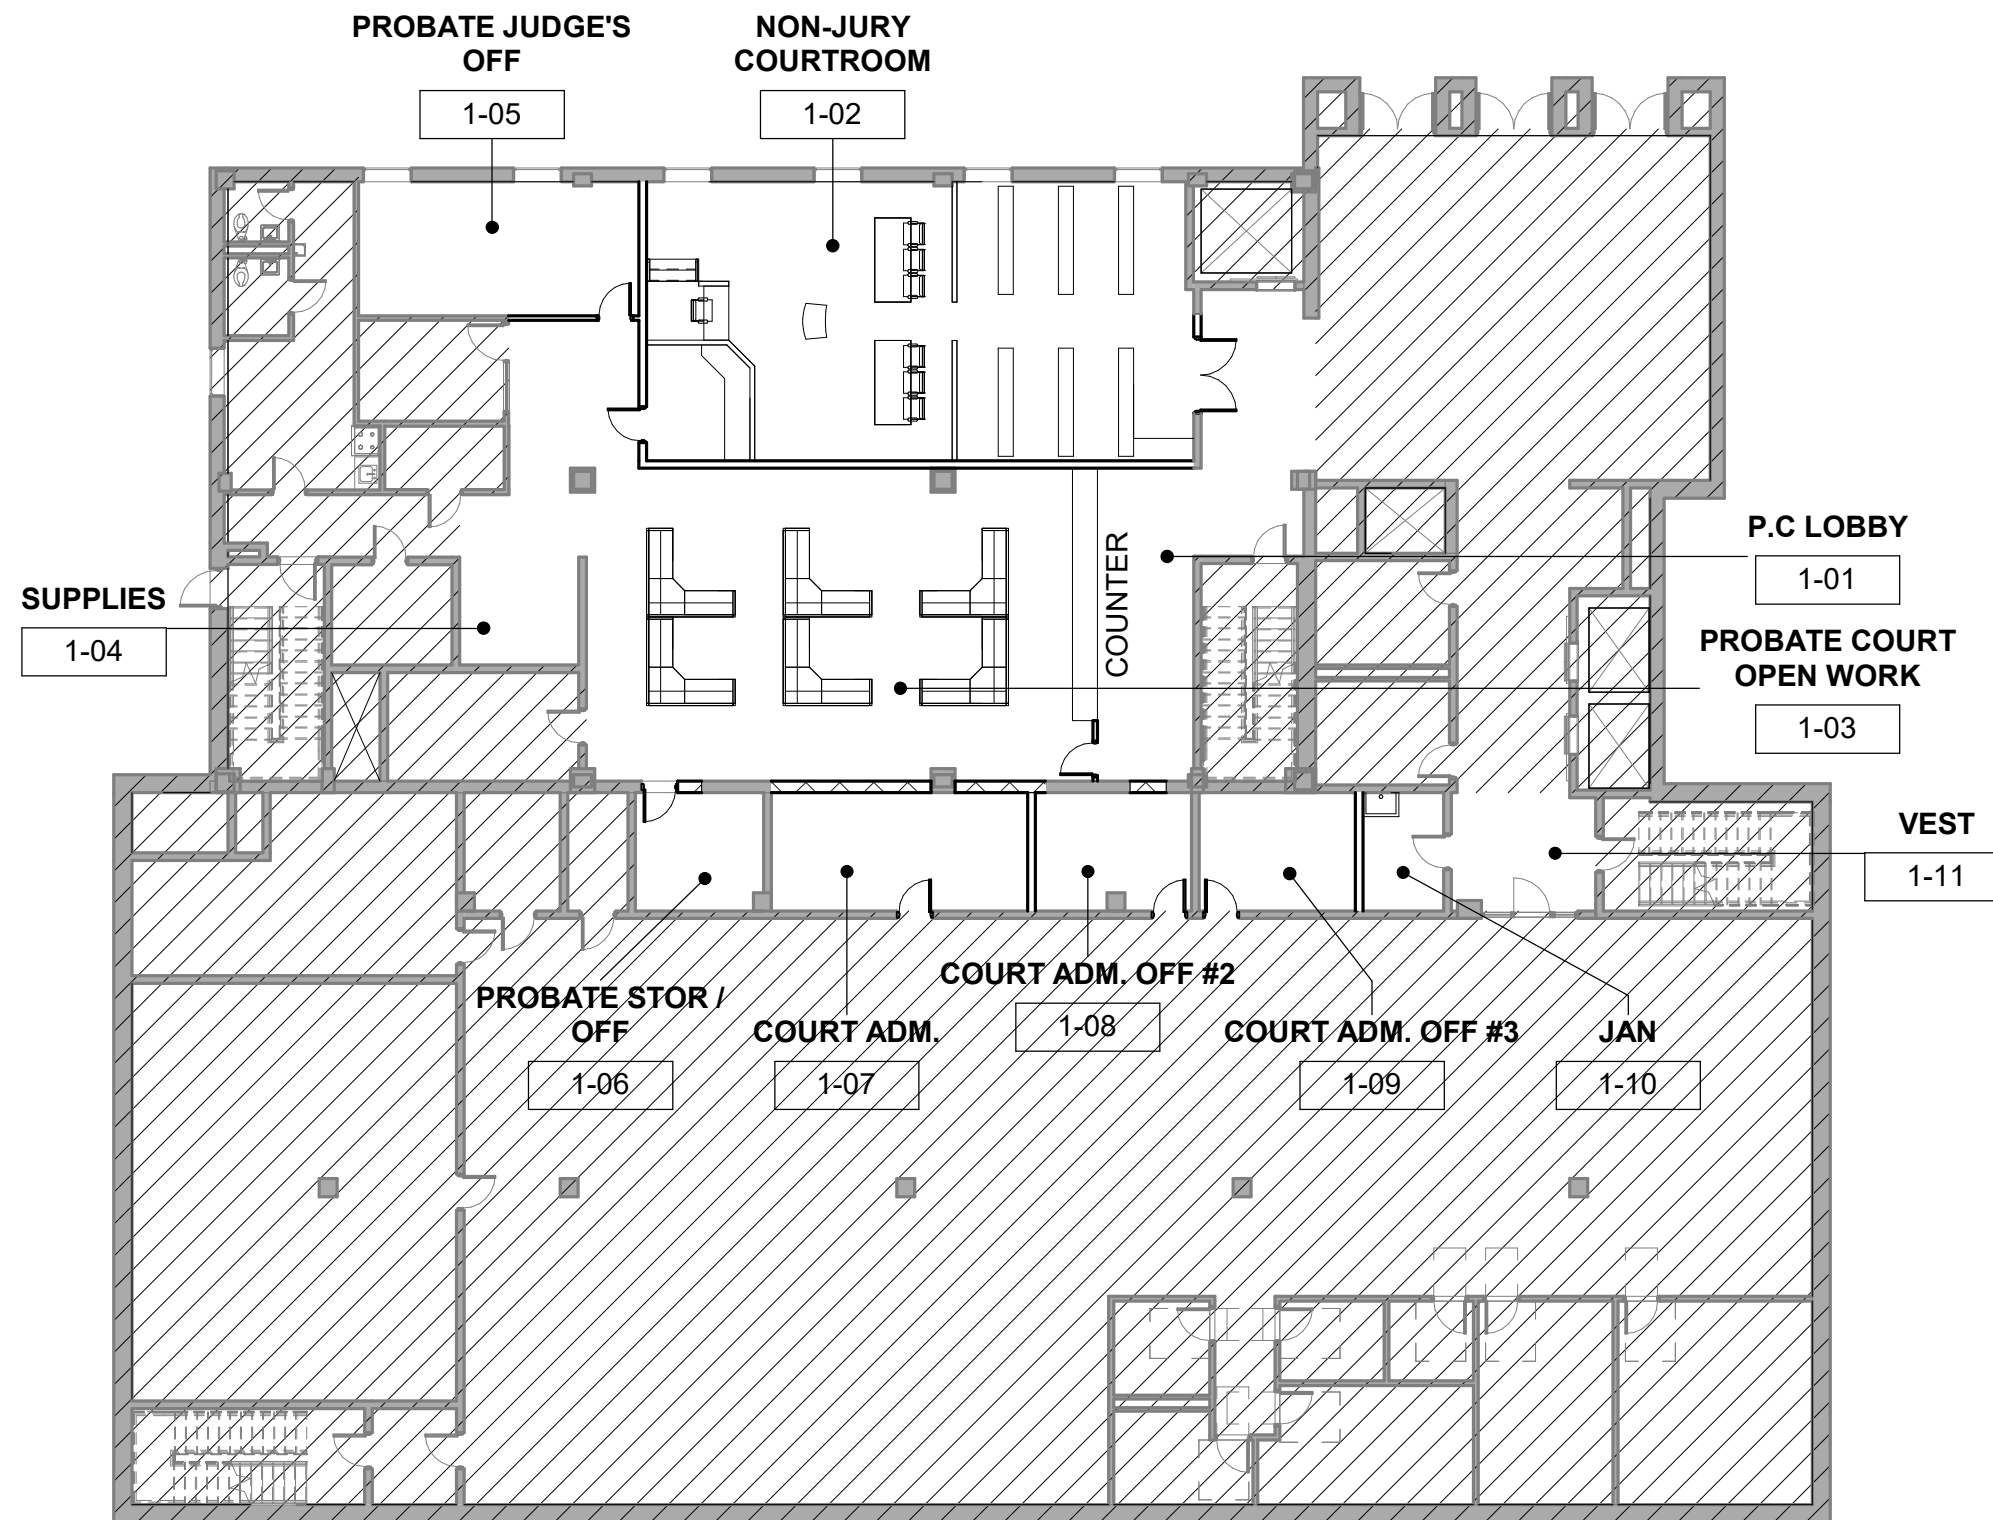 PROBATE JUDGE'S
OFF
1-05
NON-JURY
COURTROOM
1-02
P.C LOBBY
1-01
COUNTER
SUPPLIES
1-04
PROBATE COURT
OPEN WORK
1-03
VEST
1-11
PROBATE STOR /
OFF
1-06
COURT ADM.
1-07
COURT ADM. OFF #2
1-08
COURT ADM. OFF #3
1-09
JAN
1-10